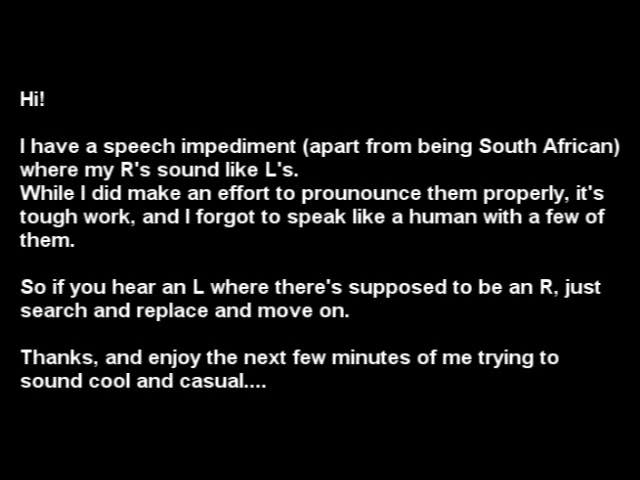 Hi!
I have a speech impediment (apart from being South African)
where my R's sound like L's.
While I did make an effort to prounounce them properly, it's
tough work, and I forgot to speak like a human with a few of
them.
So if you hear an L where there's supposed to be an R, just
search and replace and move on.
Thanks, and enjoy the next few minutes of me trying to
sound cool and casual....